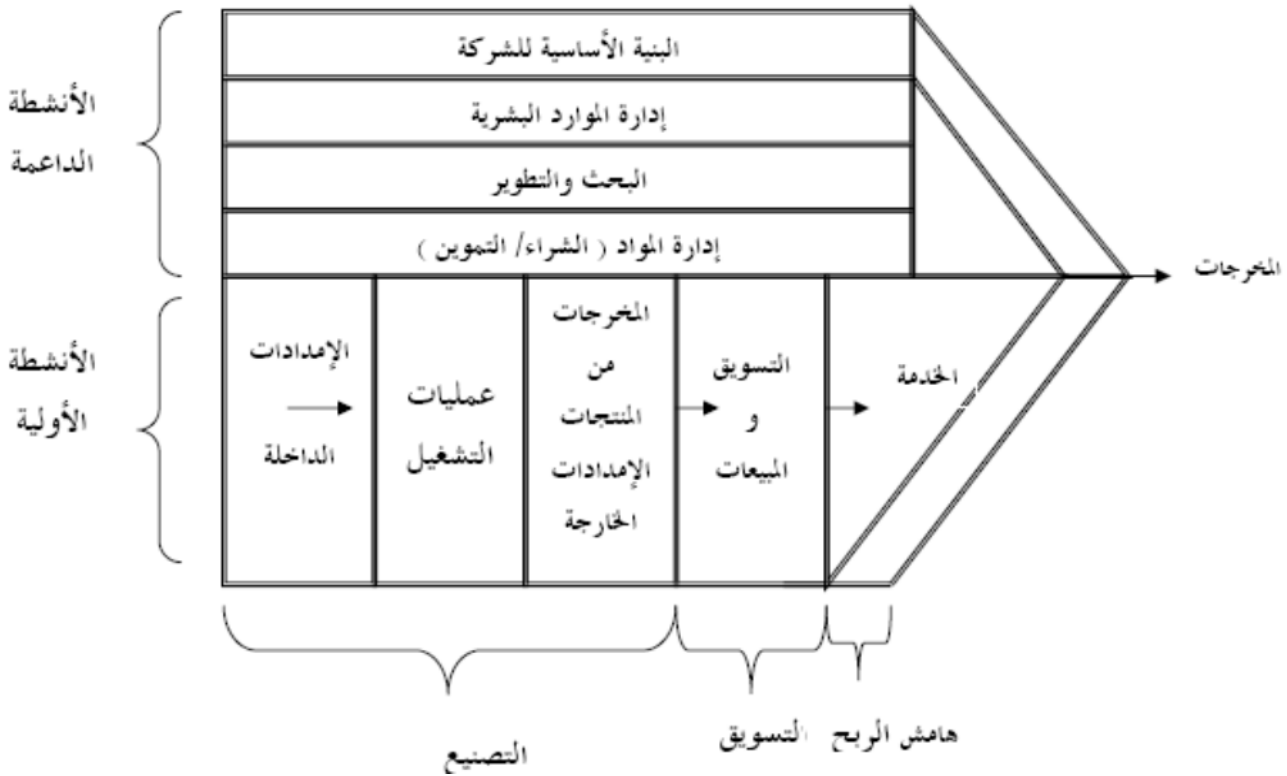 البنية الأساسية للشركة
إدارة الموارد البشرية
البحث والتطوير
إدارة المواد ( الشراء/ التموين )
الأنشطة
الداعمة
المخرجات
الأنشطة
الأولية
الإمدادات
الداخلة
عمليات
التشغيل
المخرجات
من
المنتجات
الإمدادات
الخارجة
التسويق
و
المبيعات
الخدمة
التصنيع
التسويق
هامش الربح